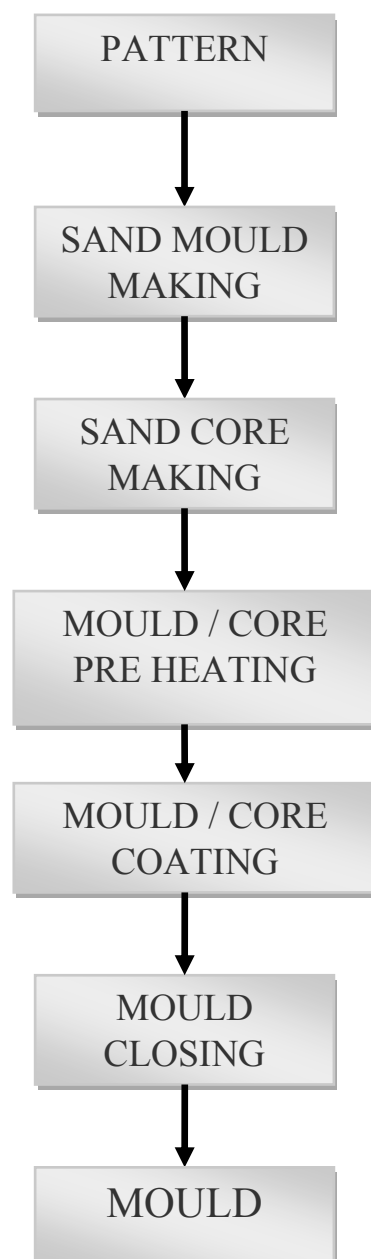 PATTERN
SAND MOULD
MAKING
SAND CORE
MAKING
MOULD / CORE
PRE HEATING
MOULD / CORE
COATING
MOULD
CLOSING
MOULD